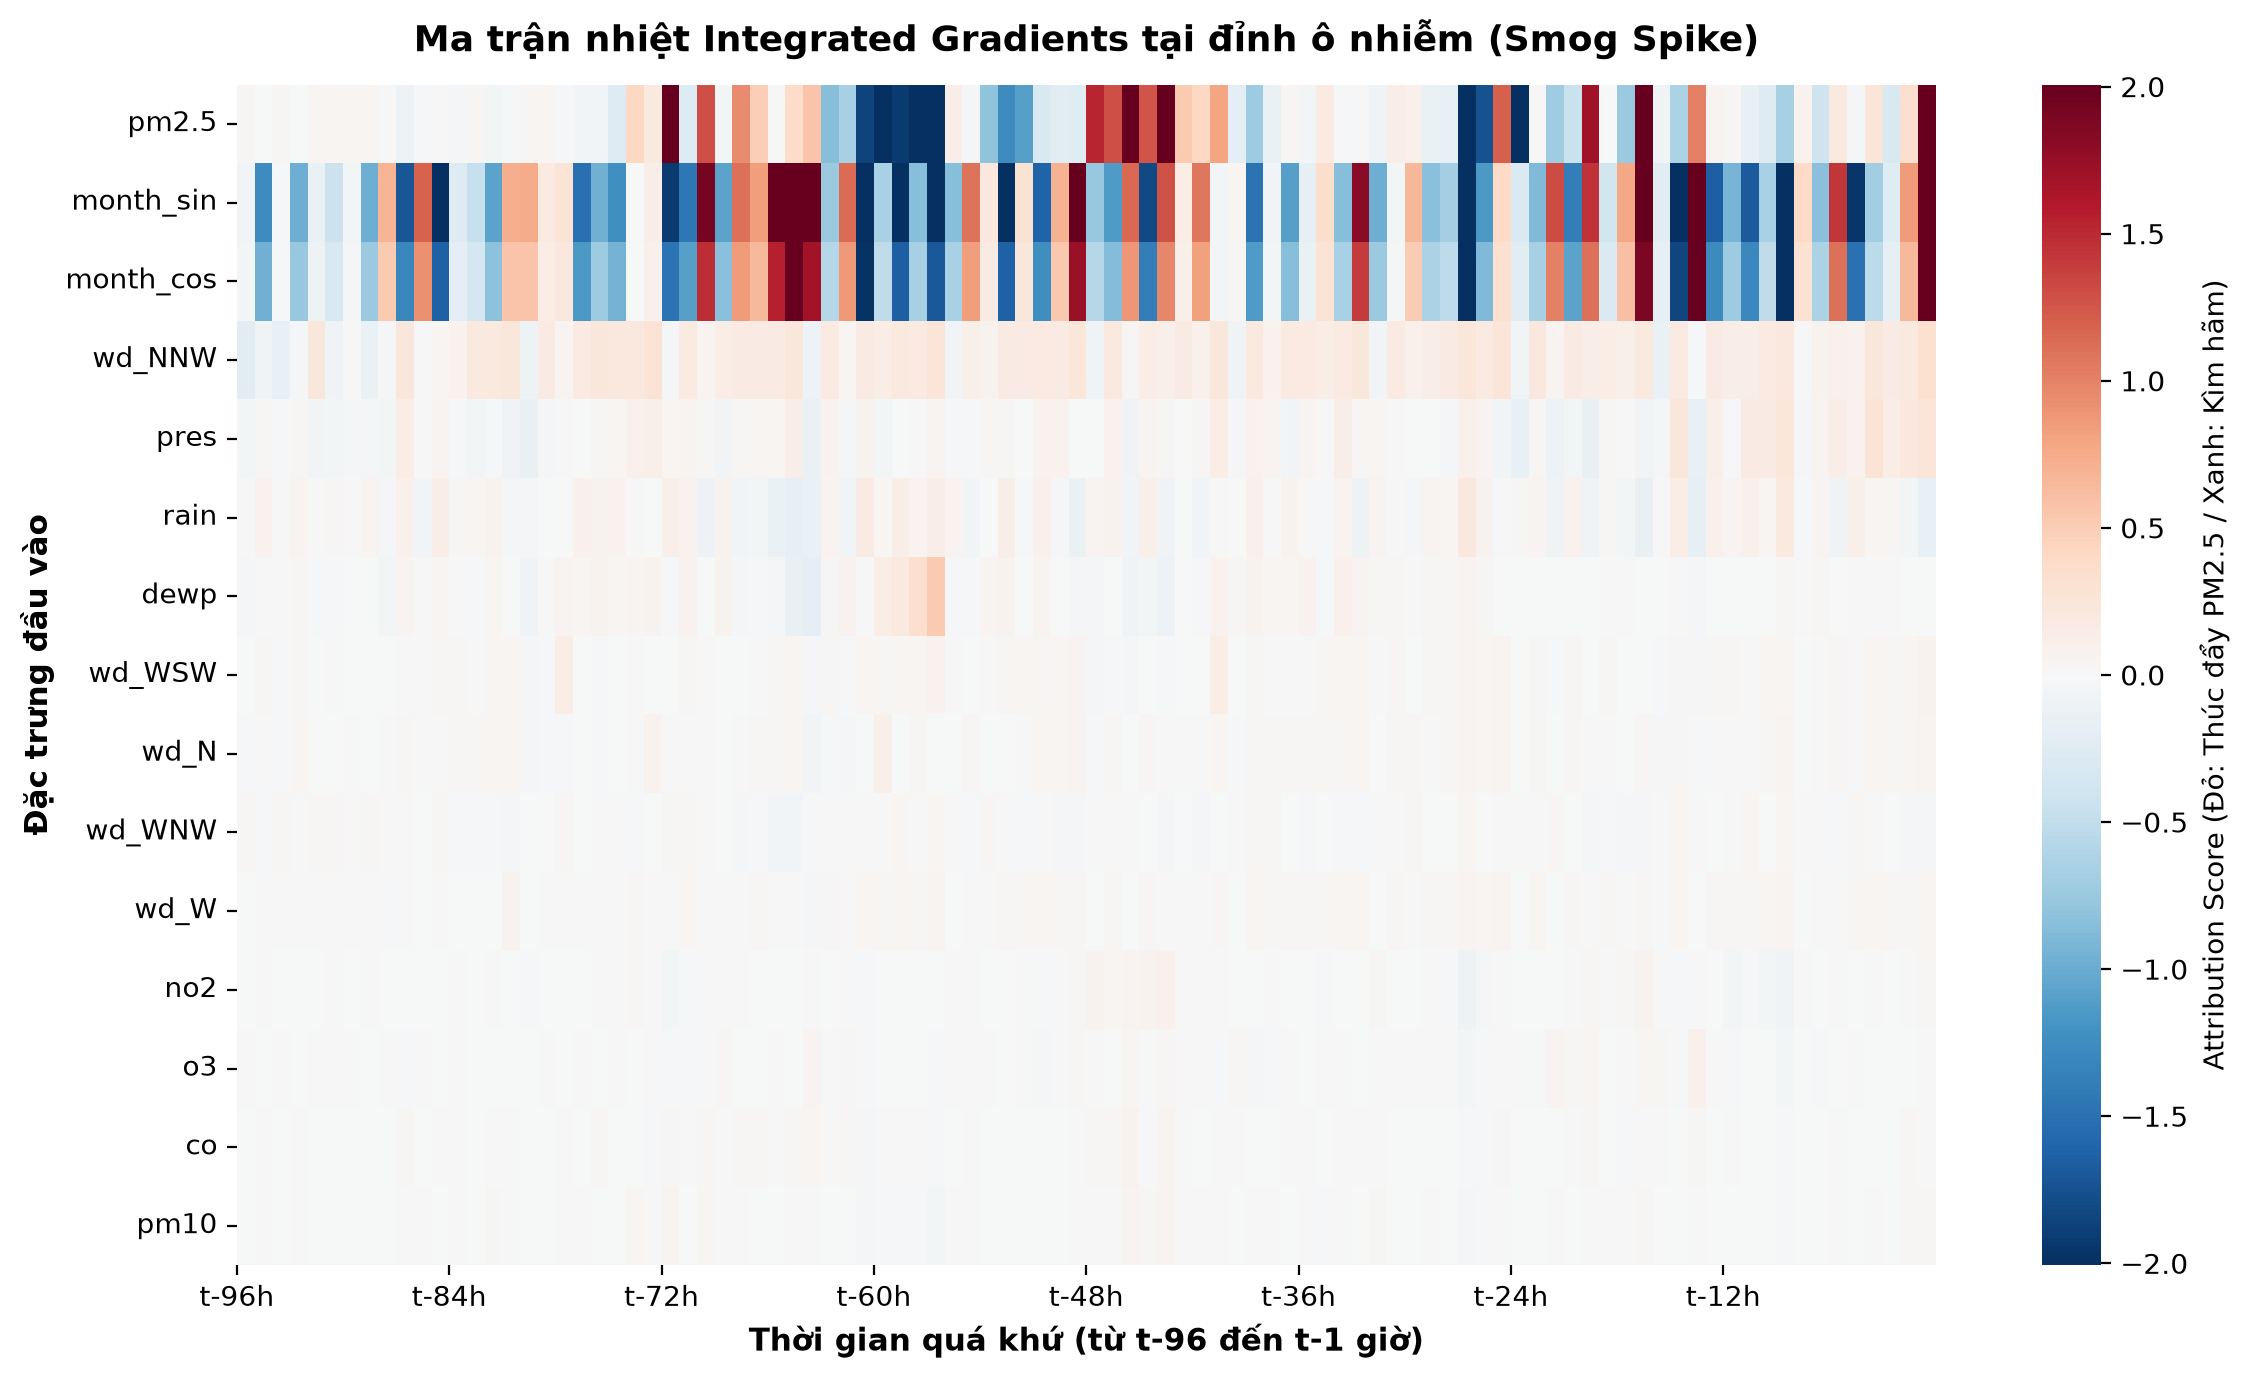 Ma trận nhiệt Integrated Gradients tại đỉnh ô nhiễm (Smog Spike)
Đặc trưng đầu vào
pm2.5
month_sin
month_cos
wd_NNW
pres
rain
dewp
wd_WSW
wd_N
wd_WNW
wd_W
no2
o3
co
pm10
t-96h
t-84h
t-72h
t-60h
t-48h
t-36h
t-24h
t-12h
Thời gian quá khứ (từ t-96 đến t-1 giờ)
2.0
1.5
1.0
0.5
0.0
−0.5
−1.0
−1.5
−2.0
Attribution Score (Đỏ: Thúc đẩy PM2.5 / Xanh: Kìm hãm)